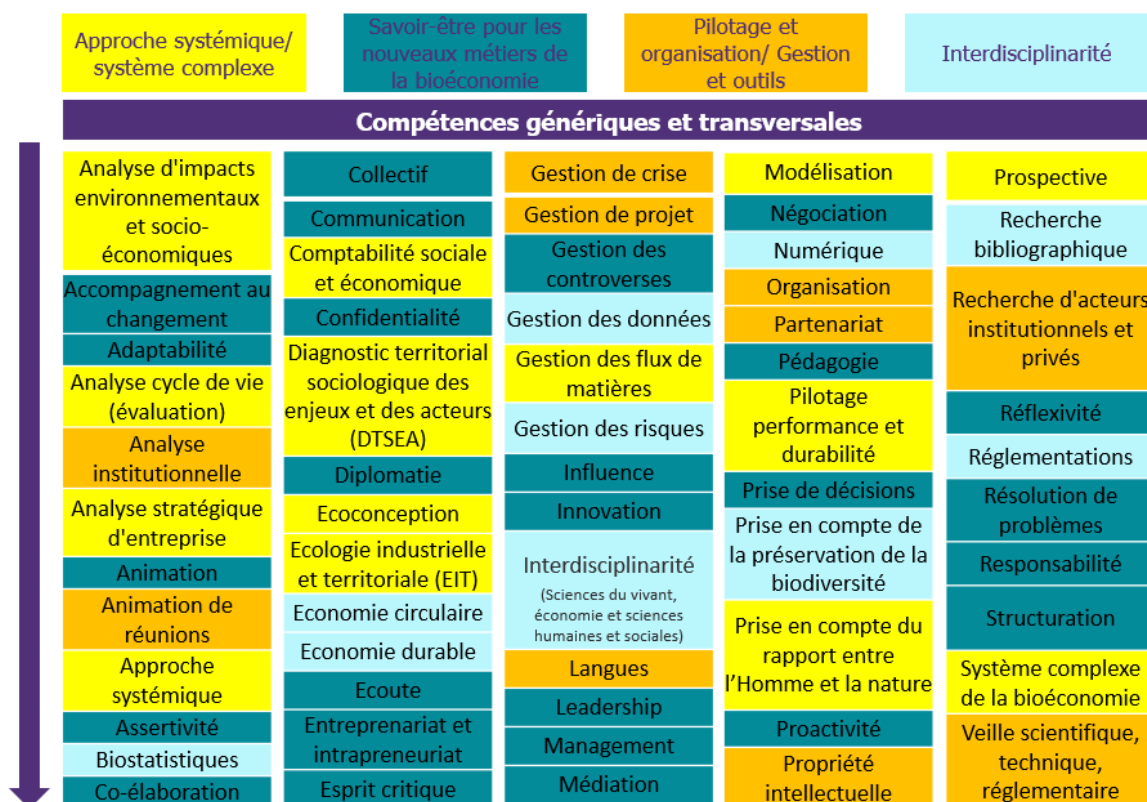 Approche systémique/
système complexe
Savoir-être pour les
nouveaux métiers de
la bioéconomie
Pilotage et
organisation/ Gestion
et outils
Interdisciplinarité
Compétences génériques et transversales
Analyse d'impacts
environnementaux
et socio-
économiques
Accompagnement au
changement
Adaptabilité
Analyse cycle de vie
(évaluation)
Analyse
institutionnelle
Analyse stratégique
d'entreprise
Animation
Animation de
réunions
Approche
systémique
Assertivité
Biostatistiques
Co-élaboration
Collectif
Communication
Comptabilité sociale
et économique
Confidentialité
Diagnostic territorial
sociologique des
enjeux et des acteurs
(DTSEA)
Diplomatie
Ecoconception
Ecologie industrielle
et territoriale (EIT)
Economie circulaire
Economie durable
Ecoute
Entreprenariat et
intrapreneuriat
Esprit critique
Gestion de crise
Gestion de projet
Gestion des
controverses
Gestion des données
Gestion des flux de
matières
Gestion des risques
Influence
Innovation
Interdisciplinarité
(Sciences du vivant,
économie et sciences
humaines et sociales)
Langues
Leadership
Management
Médiation
Modélisation
Négociation
Numérique
Organisation
Partenariat
Pédagogie
Pilotage
performance et
durabilité
Prise de décisions
Prise en compte de
la préservation de la
biodiversité
Prise en compte du
rapport entre
l'Homme et la nature
Proactivité
Propriété
intellectuelle
Prospective
Recherche
bibliographique
Recherche d'acteurs
institutionnels et
privés
Réflexivité
Réglementations
Résolution de
problèmes
Responsabilité
Structuration
Système complexe
de la bioéconomie
Veille scientifique,
technique,
réglementaire